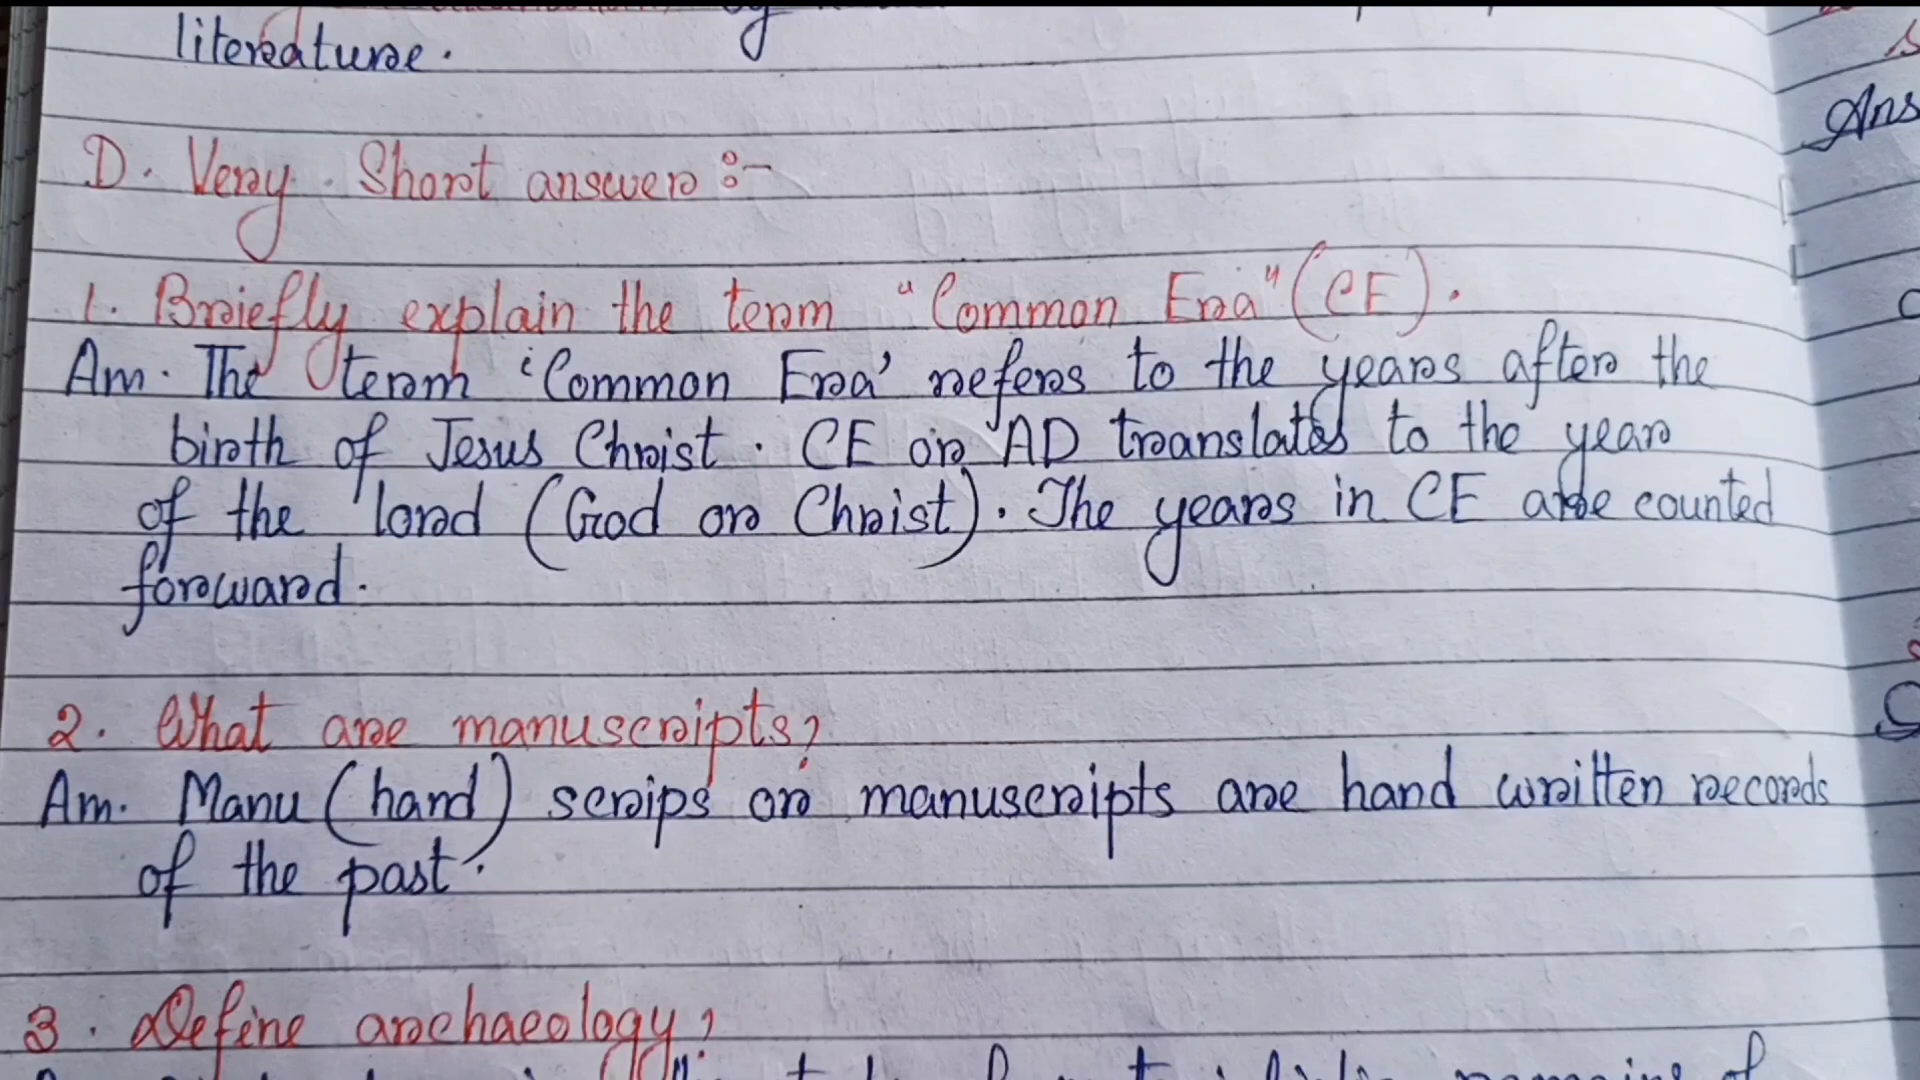 literature.
D. Very Short answer :-
1. Briefly explain the term "Common Era" (CE).
Ans. The term 'Common Era' refers to the years after the
birth of Jesus Christ. CE or AD translates to the year
of the lord (God or Christ). The years in CE are counted
forward.
2. What are manuscripts?
Ans. Manu (hand) scrips or manuscripts are hand written records
of the past.
3. Define archaeology?
Ans